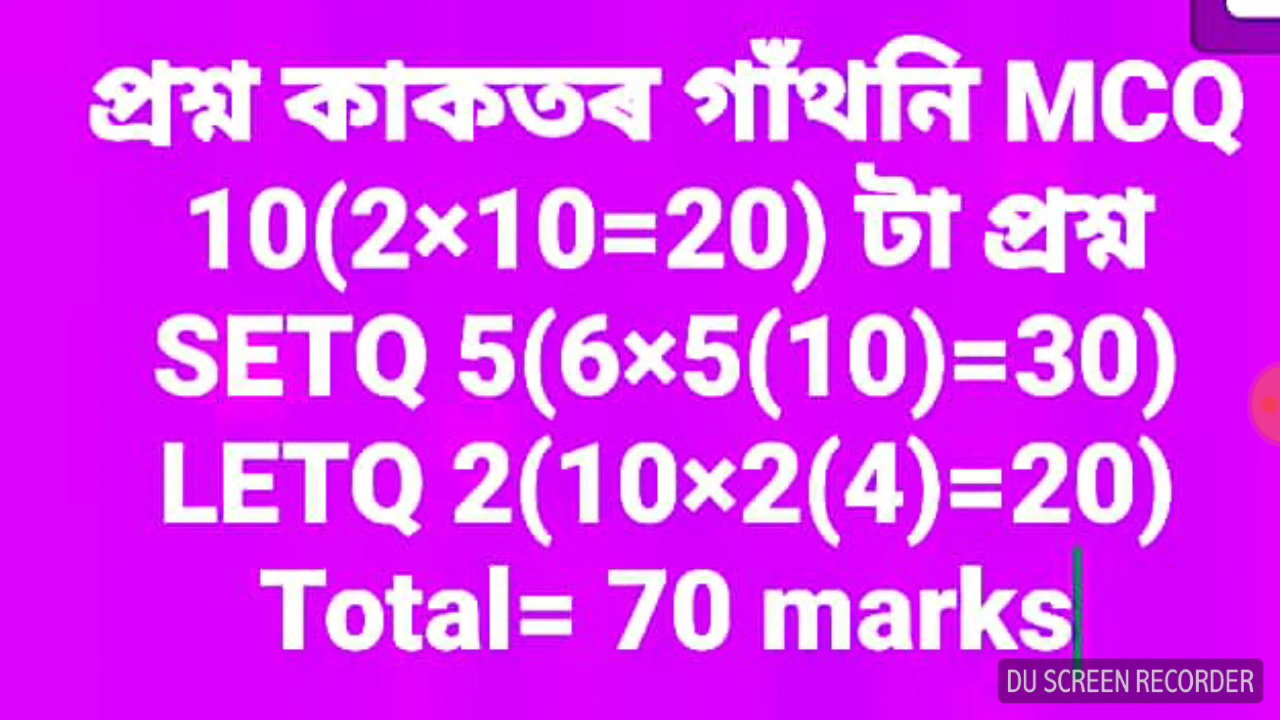 প্ৰশ্ন কাকতৰ গাঁথনি MCQ
10(2×10=20) টা প্ৰশ্ন
SETQ 5(6×5(10)=30)
LETQ 2(10×2(4)=20)
Total= 70 marks
DU SCREEN RECORDER